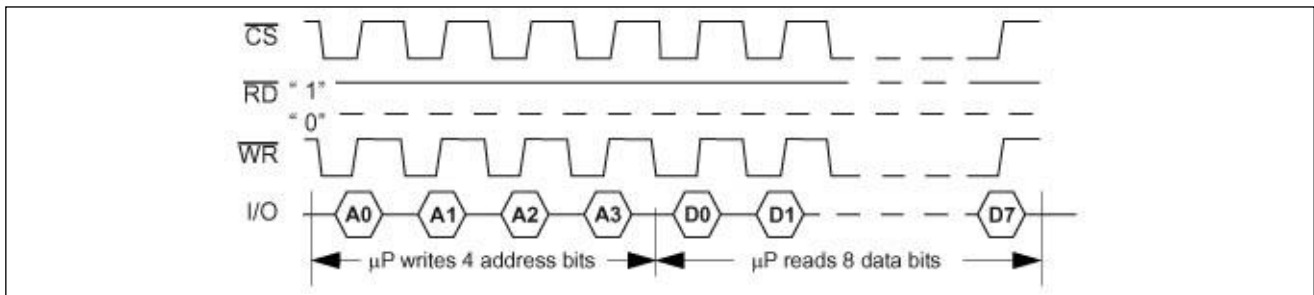 CS
RD “ 1”
“ 0”
WR
I/O A0 A1 A2 A3 D0 D1 D7
μP writes 4 address bits μP reads 8 data bits